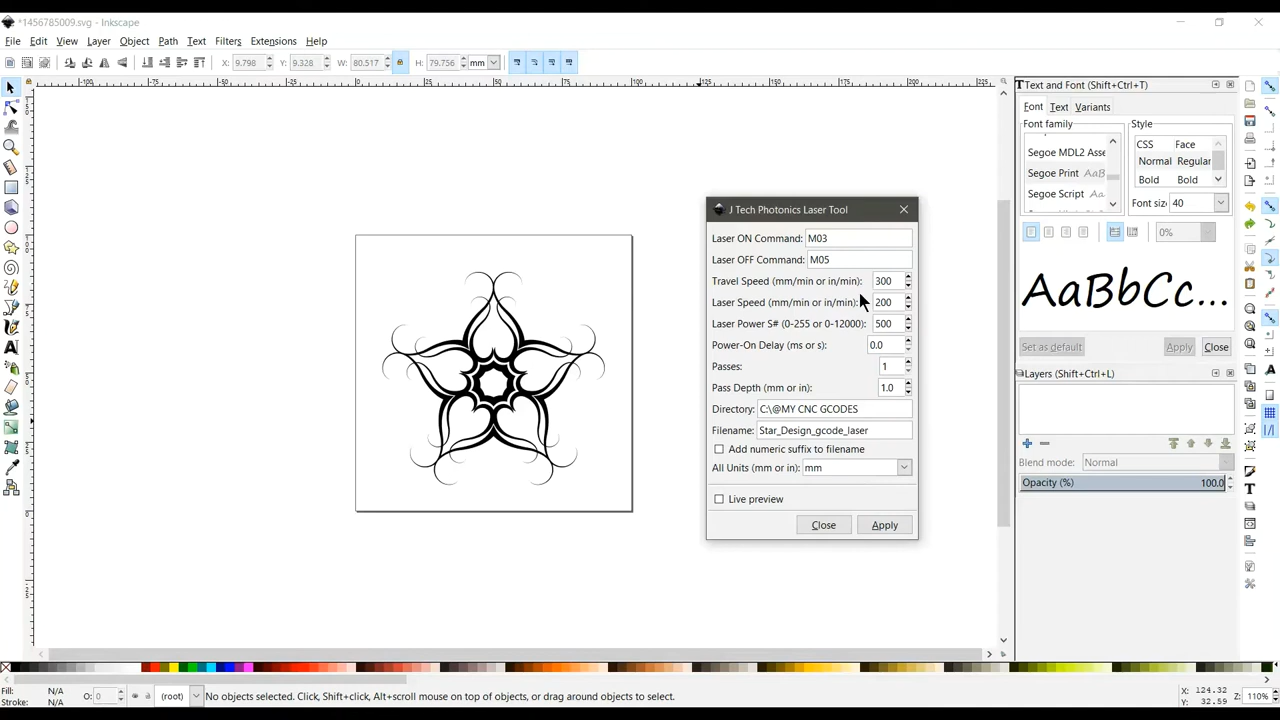 *1456785009.svg - Inkscape
File Edit View Layer Object Path Text Filters Extensions Help
X: 9.798 Y: 9.328 W: 80.517 H: 79.756 mm
Text and Font (Shift+Ctrl+T)
Font Text Variants
Font family Style
Segoe MDL2 Asse
Segoe Print AaB
Segoe Script
CSS Face
Normal Regular
Bold Bold
Font size 40
0%
AaBbCc...
Set as default Apply Close
Layers (Shift+Ctrl+L)
Blend mode: Normal
Opacity (%) 100.0
J Tech Photonics Laser Tool
Laser ON Command: M03
Laser OFF Command: M05
Travel Speed (mm/min or in/min): 300
Laser Speed (mm/min or in/min): 200
Laser Power S# (0-255 or 0-12000): 500
Power-On Delay (ms or s): 0.0
Passes: 1
Pass Depth (mm or in): 1.0
Directory: C:\@MY CNC GCODES
Filename: Star_Design_gcode_laser
Add numeric suffix to filename
All Units (mm or in): mm
Live preview
Close Apply
Fill: N/A
Stroke: N/A
O: 0
(root)
No objects selected. Click, Shift+click, Alt+scroll mouse on top of objects, or drag around objects to select.
X: 124.32
Y: 32.59
Z: 110%